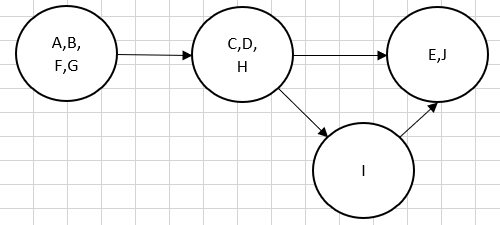 A,B,
F,G
C,D,
H
E,J
I